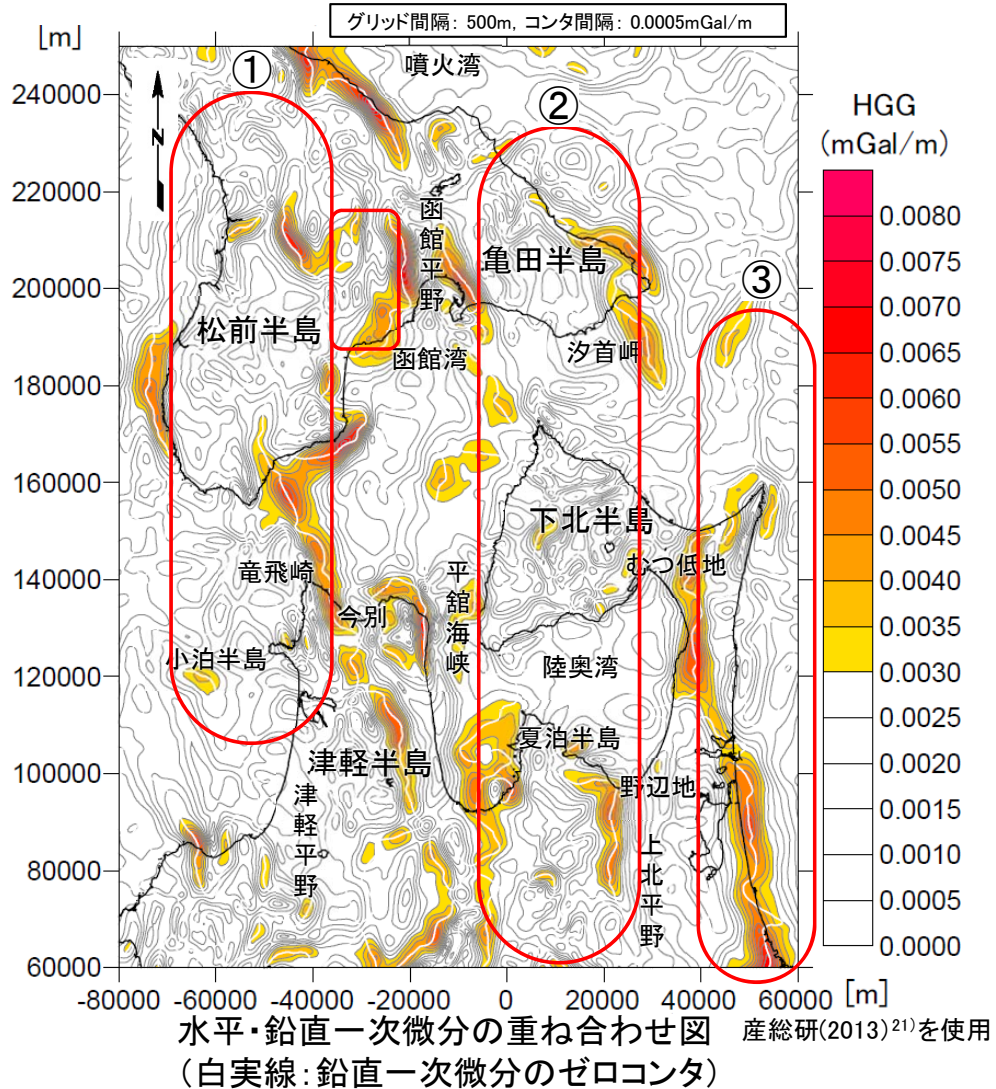 グリッド間隔: 500m, コンタ間隔: 0.0005mGal/m
[m]
噴火湾
①
②
③
N
240000
220000
200000
180000
160000
140000
120000
100000
80000
60000
函館平野
亀田半島
松前半島
函館湾
汐首岬
下北半島
むつ低地
竜飛崎
今別
平舘海峡
小泊半島
陸奥湾
夏泊半島
津軽半島
野辺地
津軽平野
上北平野
-80000
-60000
-40000
-20000
0
20000
40000
60000
[m]
HGG
(mGal/m)
0.0080
0.0075
0.0070
0.0065
0.0060
0.0055
0.0050
0.0045
0.0040
0.0035
0.0030
0.0025
0.0020
0.0015
0.0010
0.0005
0.0000
水平・鉛直一次微分の重ね合わせ図
産総研(2013)21)を使用
(白実線:鉛直一次微分のゼロコンタ)